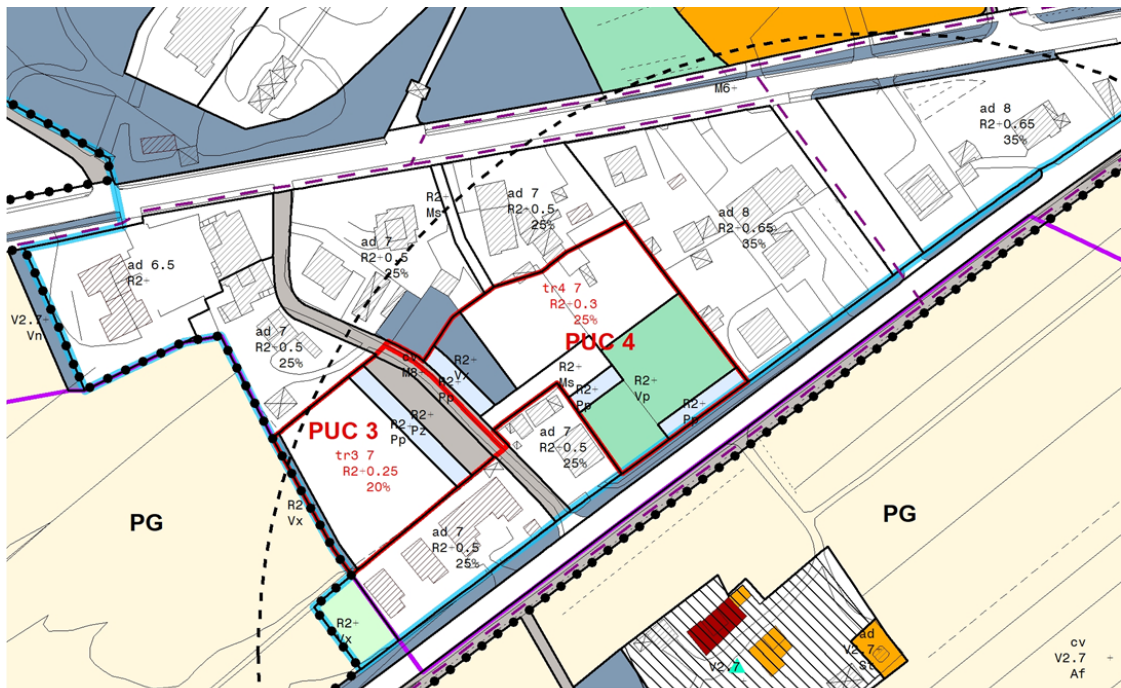 M6÷
ad 8
R2÷0.65
35%
R2÷
Ms
ad 7
R2÷0.5
25%
ad 8
R2÷0.65
35%
ad 7
R2÷0.5
25%
ad 6.5
R2÷
V2.7÷
Vn
tr4 7
R2÷0.3
25%
PUC 4
ad 7
R2÷0.5
25%
M8÷
R2÷
Vx
R2÷
Pp
R2÷
Ms
R2÷
Pp
R2÷
Vp
R2÷
Pp
PUC 3
tr3 7
R2÷0.25
20%
R2÷
Pp
R2÷
Pz
ad 7
R2÷0.5
25%
R2
Vx
PG
PG
ad 7
R2÷0.5
25%
R2÷
Vx
V2.7
ad
V2.7÷
St
cv
V2.7 ÷
Af